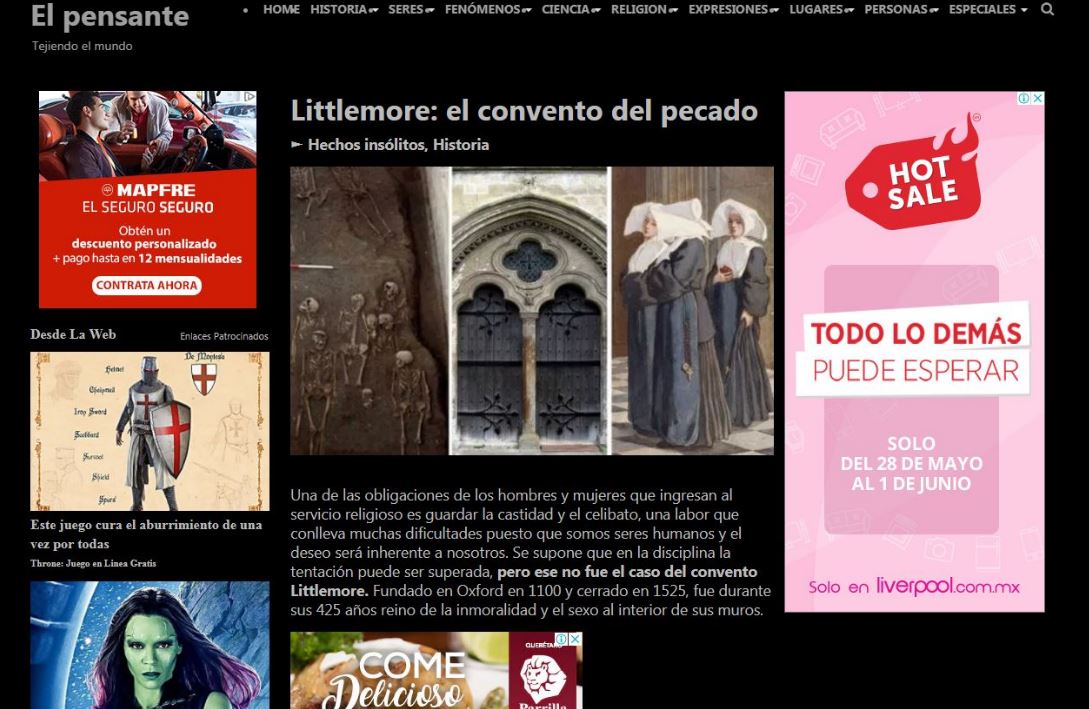 El pensante
Tejiendo el mundo
HOME HISTORIA SERES FENÓMENOS CIENCIA RELIGION EXPRESIONES LUGARES PERSONAS ESPECIALES
MAPFRE
EL SEGURO SEGURO
Obtén un
descuento personalizado
+ pago hasta en 12 mensualidades
CONTRATA AHORA
Desde La Web
Enlaces Patrocinados
De Montesa
Helmet
Chainmail
Iron Sword
Scabbard
Surcoat
Shield
Spurs
Este juego cura el aburrimiento de una
vez por todas
Throne: Juego en Linea Gratis
Littlemore: el convento del pecado
► Hechos insólitos, Historia
Una de las obligaciones de los hombres y mujeres que ingresan al
servicio religioso es guardar la castidad y el celibato, una labor que
conlleva muchas dificultades puesto que somos seres humanos y el
deseo será inherente a nosotros. Se supone que en la disciplina la
tentación puede ser superada, pero ese no fue el caso del convento
Littlemore. Fundado en Oxford en 1100 y cerrado en 1525, fue durante
sus 425 años reino de la inmoralidad y el sexo al interior de sus muros.
COME
Delicioso
QUERÉTARO
Parrilla
HOT
SALE
TODO LO DEMÁS
PUEDE ESPERAR
SOLO
DEL 28 DE MAYO
AL 1 DE JUNIO
Solo en liverpool.com.mx